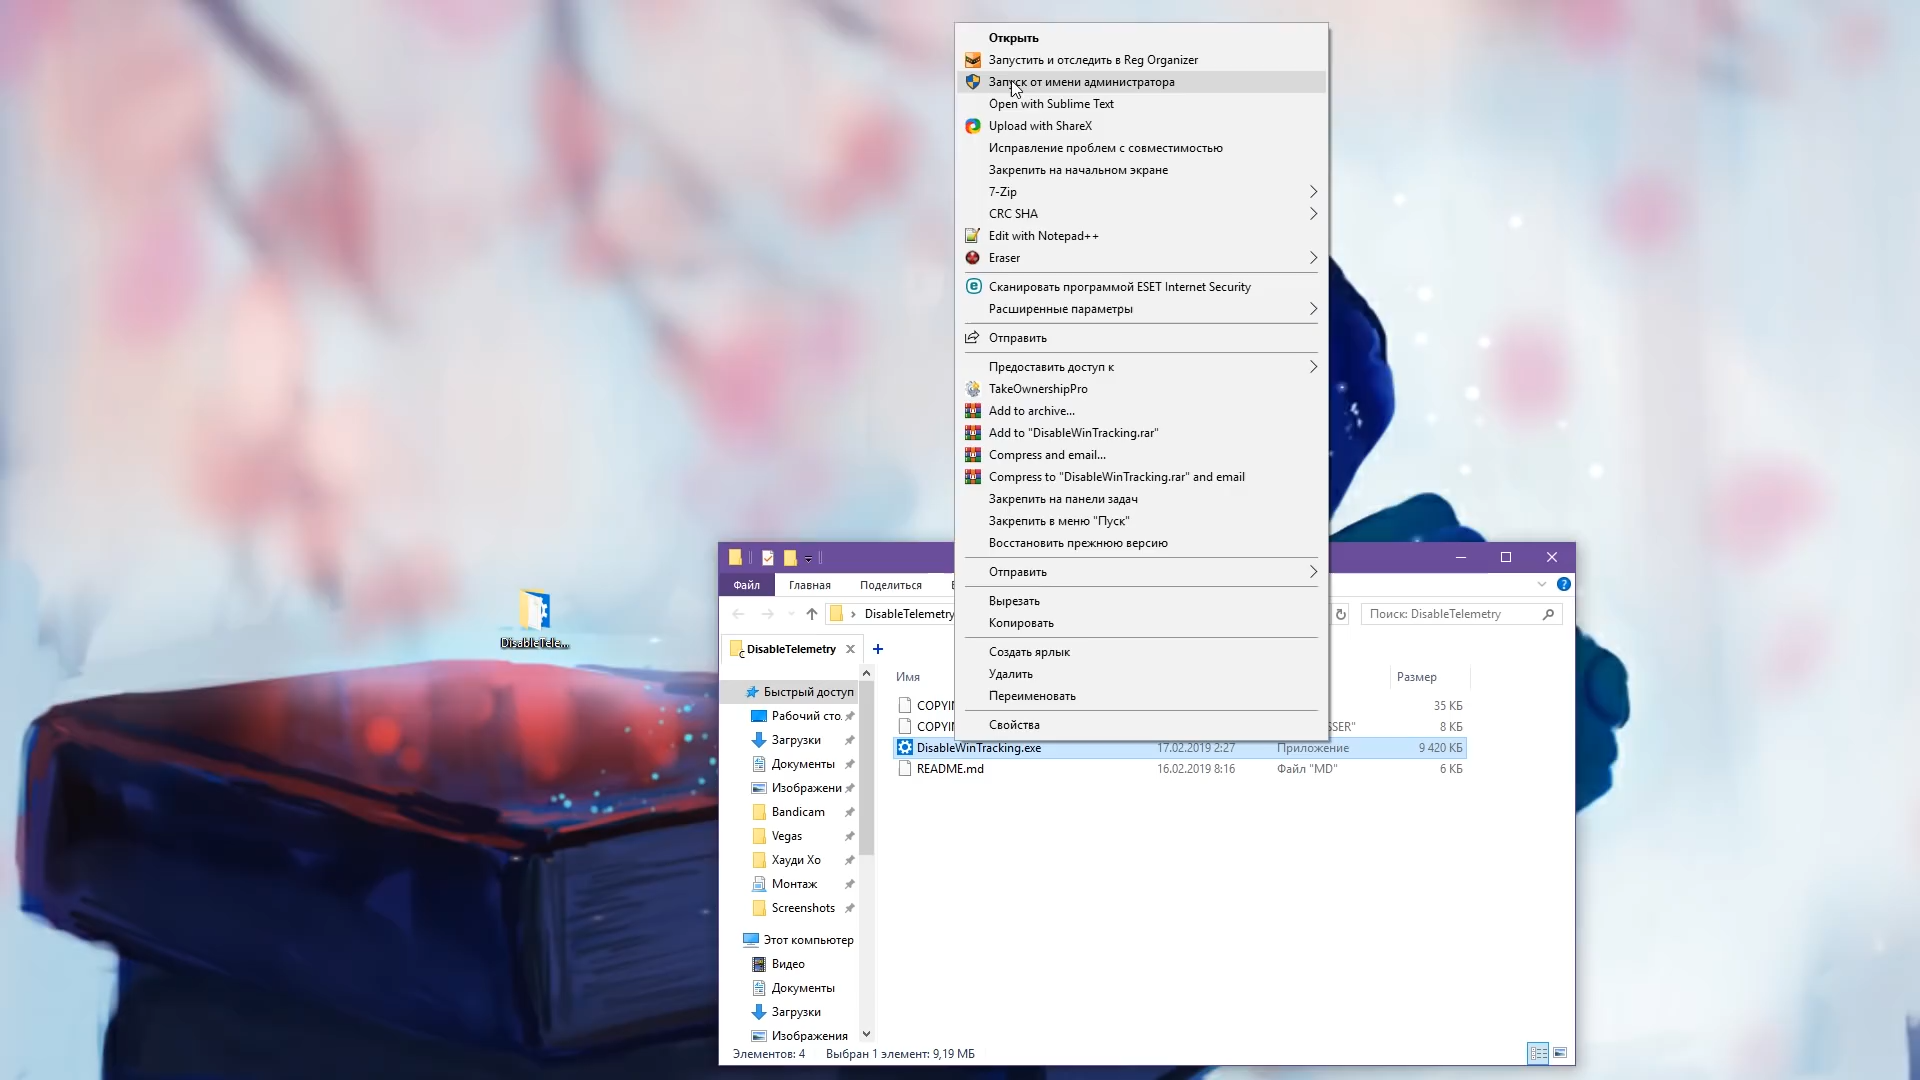 Открыть
Запустить и отследить в Reg Organizer
Запуск от имени администратора
Open with Sublime Text
Upload with ShareX
Исправление проблем с совместимостью
Закрепить на начальном экране
7-Zip
CRC SHA
Edit with Notepad++
Eraser
Сканировать программой ESET Internet Security
Расширенные параметры
Отправить
Предоставить доступ к
TakeOwnershipPro
Add to archive...
Add to "DisableWinTracking.rar"
Compress and email...
Compress to "DisableWinTracking.rar" and email
Закрепить на панели задач
Закрепить в меню "Пуск"
Восстановить прежнюю версию
Отправить
Вырезать
Копировать
Создать ярлык
Удалить
Переименовать
Свойства
DisableTele...
Файл Главная Поделиться
DisableTelemetry
Поиск: DisableTelemetry
DisableTelemetry
Имя Размер
Быстрый доступ
Рабочий сто.
Загрузки
Документы
Изображени
Bandicam
Vegas
Хауди Хо
Монтаж
Screenshots
Этот компьютер
Видео
Документы
Загрузки
Изображения
COPYI 35 КБ
COPYI SSER" 8 КБ
DisableWinTracking.exe 17.02.2019 2:27 Приложение 9 420 КБ
README.md 16.02.2019 8:16 Файл "MD" 6 КБ
Элементов: 4 Выбран 1 элемент: 9,19 МБ